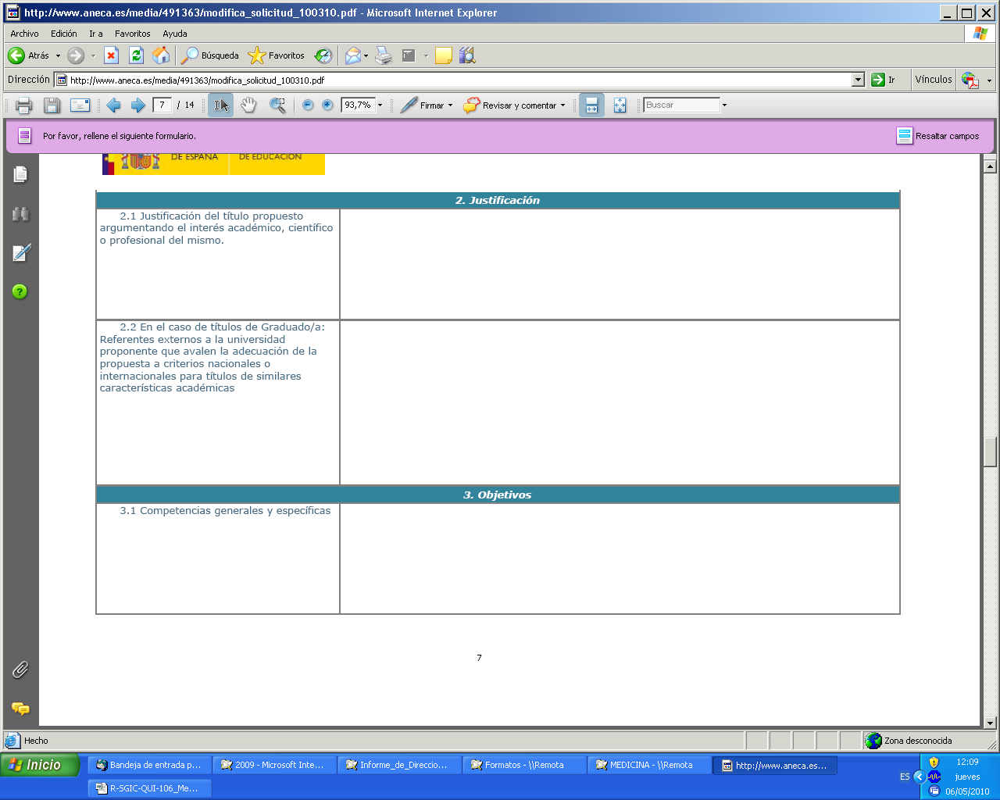 http://www.aneca.es/media/491363/modifica_solicitud_100310.pdf - Microsoft Internet Explorer
Archivo Edición Ir a Favoritos Ayuda
Atrás Búsqueda Favoritos
Dirección http://www.aneca.es/media/491363/modifica_solicitud_100310.pdf Ir Vínculos
7 / 14 93,7% Firmar Revisar y comentar Buscar
Por favor, rellene el siguiente formulario. Resaltar campos
DE ESPAÑA DE EDUCACIÓN
2. Justificación
2.1 Justificación del título propuesto
argumentando el interés académico, científico
o profesional del mismo.
2.2 En el caso de títulos de Graduado/a:
Referentes externos a la universidad
proponente que avalen la adecuación de la
propuesta a criterios nacionales o
internacionales para títulos de similares
características académicas
3. Objetivos
3.1 Competencias generales y específicas
7
Hecho Zona desconocida
Inicio Bandeja de entrada p... 2009 - Microsoft Inte... Informe_de_Direccio... Formatos - \\Remota MEDICINA - \\Remota http://www.aneca.es... 12:09
ES jueves
R-SGIC-QUI-106_Me... 06/05/2010